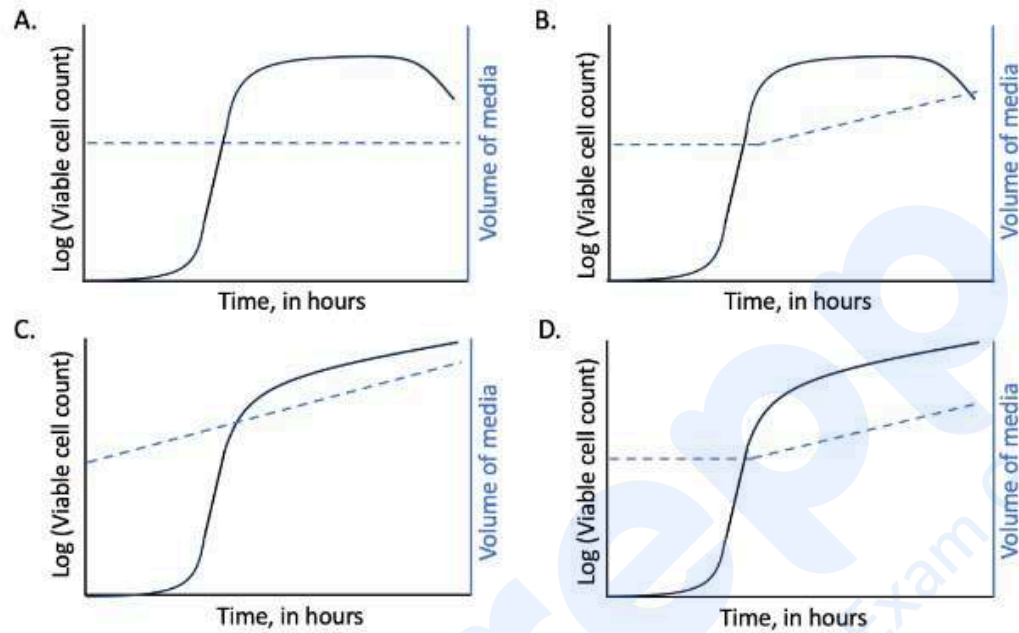 A.
Log (Viable cell count)
Volume of media
Time, in hours
B.
Log (Viable cell count)
Volume of media
Time, in hours
C.
Log (Viable cell count)
Volume of media
Time, in hours
D.
Log (Viable cell count)
Volume of media
Time, in hours
repp
Exam